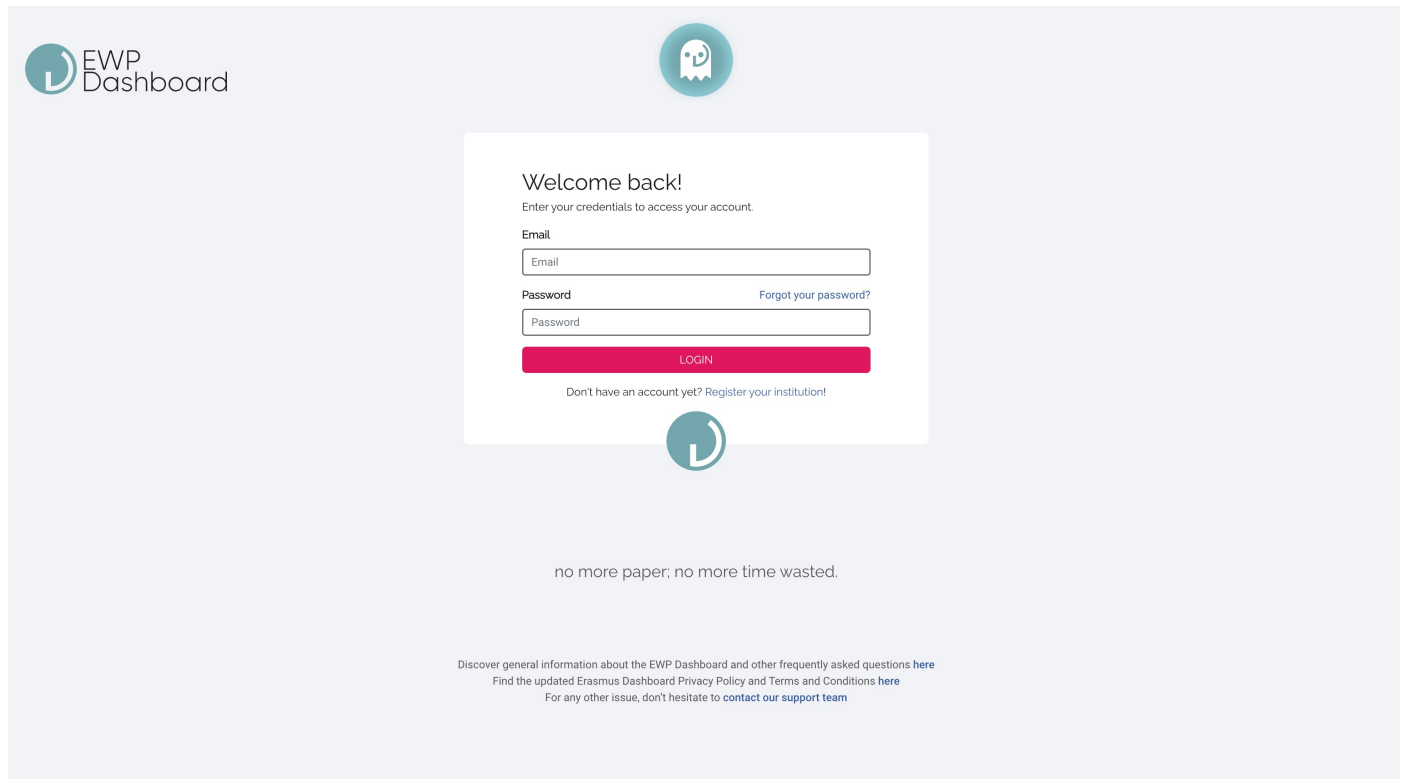 EWP
Dashboard
Welcome back!
Enter your credentials to access your account.
Email
Email
Password
Forgot your password?
Password
LOGIN
Don't have an account yet? Register your institution!
no more paper; no more time wasted.
Discover general information about the EWP Dashboard and other frequently asked questions here
Find the updated Erasmus Dashboard Privacy Policy and Terms and Conditions here
For any other issue, don't hesitate to contact our support team